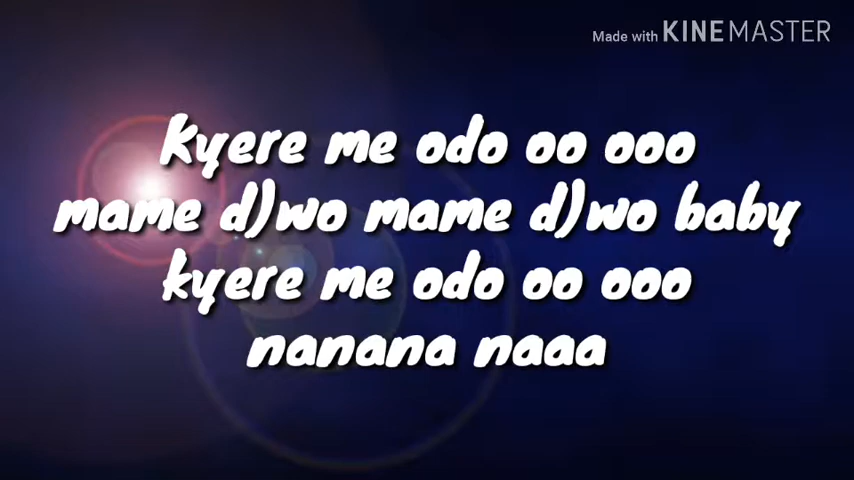 Made with KINEMASTER
Kyere me odo oo ooo
mame d)wo mame d)wo baby
kyere me odo oo ooo
nanana naaa